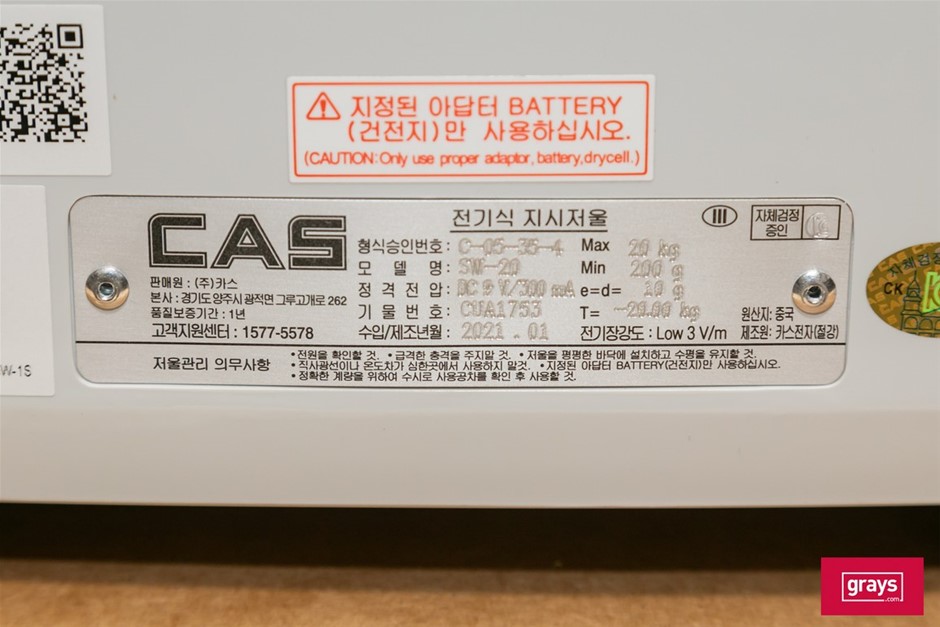 지정된 아답터 BATTERY
(건전지)만 사용하십시오.
(CAUTION: Only use proper adaptor, battery, drycell.)
CAS
전기식 지시저울
III
자체검정
증인
형식승인번호 : C-05-35-4
Max 20 kg
모 델 명 : SW-20
Min 200 g
정 격 전 압 : DC 9 V/300 mA
e=d= 10 g
기 물 번 호 : CUA1753
T= -20.00 kg
수입/제조년월 : 2021 . 01
전기장강도 : Low 3 V/m
원산지: 중국
제조원: 카스전자(절강)
판매원 : (주)카스
본사 : 경기도 양주시 광적면 그루고개로 262
품질보증기간 : 1년
고객지원센터 : 1577-5578
저울관리 의무사항
• 전원을 확인할 것. • 급격한 충격을 주지말 것. • 저울을 평평한 바닥에 설치하고 수평을 유지할 것.
• 직사광선이나 온도차가 심한곳에서 사용하지 말것. • 지정된 아답터 BATTERY(건전지)만 사용하십시오.
• 정확한 계량을 위하여 수시로 사용공차를 확인 후 사용할 것.
W-1S
자체검정
CK
grays
.com